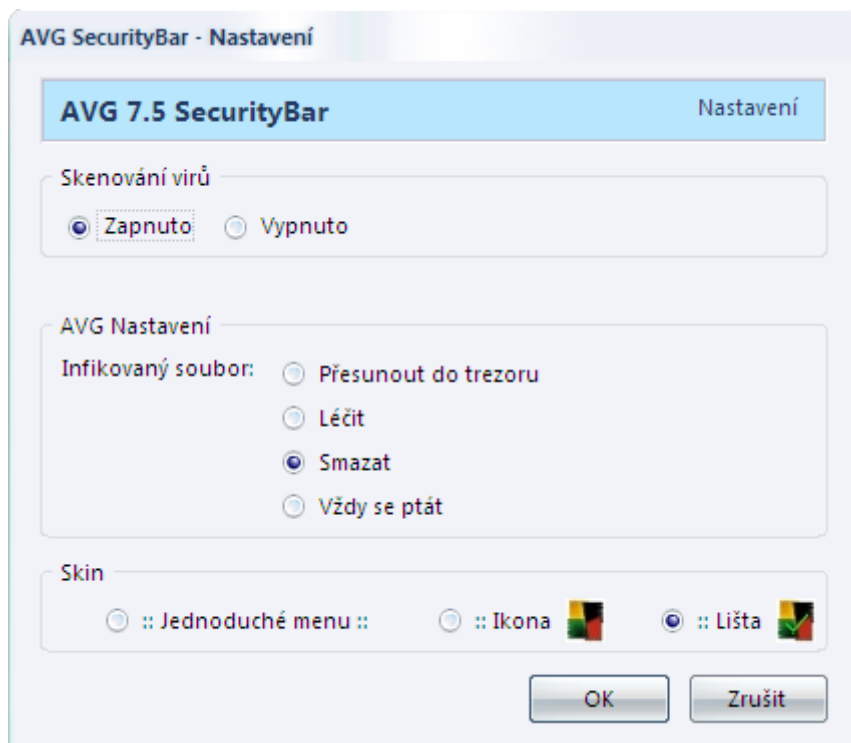 AVG SecurityBar - Nastavení
AVG 7.5 SecurityBar Nastavení
Skenování virů
Zapnuto Vypnuto
AVG Nastavení
Infikovaný soubor: Přesunout do trezoru
Léčit
Smazat
Vždy se ptát
Skin
:: Jednoduché menu :: :: Ikona :: Lišta
OK Zrušit